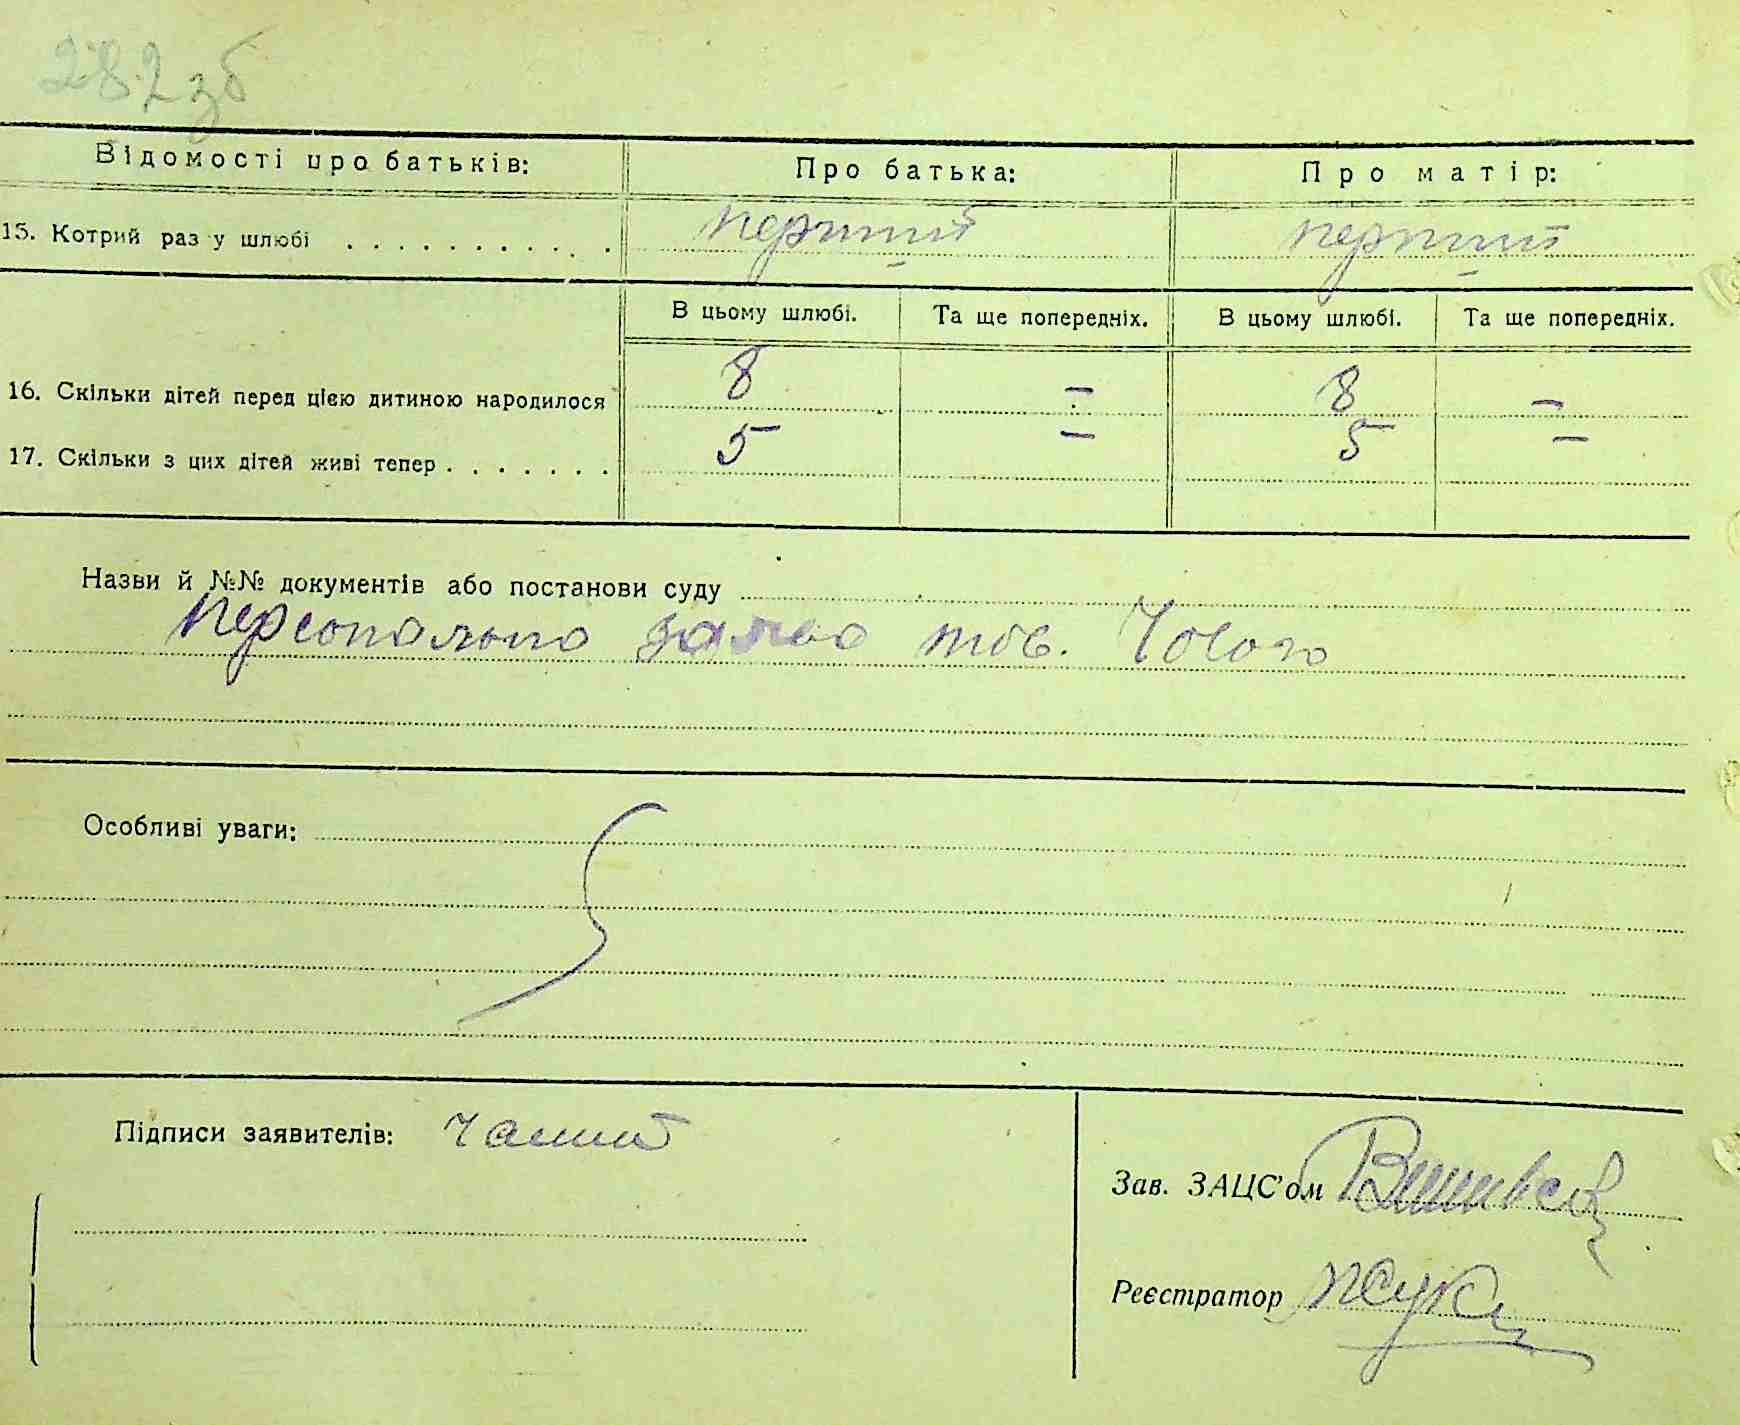 282 зб
Відомості про батьків: Про батька: Про матір:
15. Котрий раз у шлюбі . . . . . . . . . . перший перший
В цьому шлюбі. Та ще попередніх. В цьому шлюбі. Та ще попередніх.
16. Скільки дітей перед цією дитиною народилося 8 — 8 —
17. Скільки з цих дітей живі тепер . . . . . . . 5 — 5 —
Назви й №№ документів або постанови суду
персонально тов.
Особливі уваги:
Підписи заявителів:
Зав. ЗАЦС'ом
Реєстратор